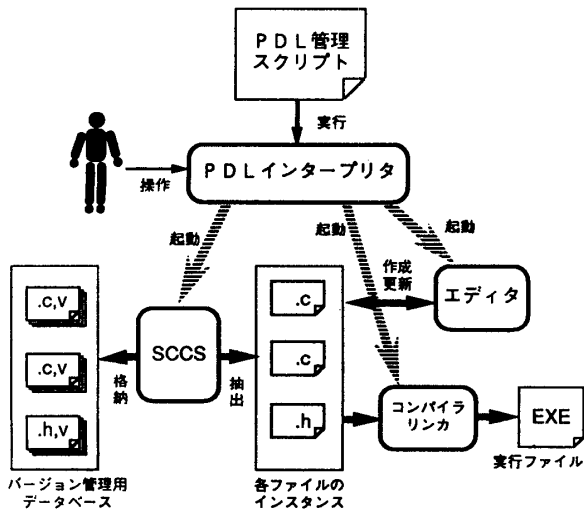 ＰＤＬ管理
スクリプト
実行
ＰＤＬインタープリタ
操作
起動
起動
起動
作成
更新
エディタ
.c,v
.c,v
.h,v
SCCS
格納
抽出
.c
.c
.h
コンパイラ
リンカ
EXE
実行ファイル
バージョン管理用
データベース
各ファイルの
インスタンス